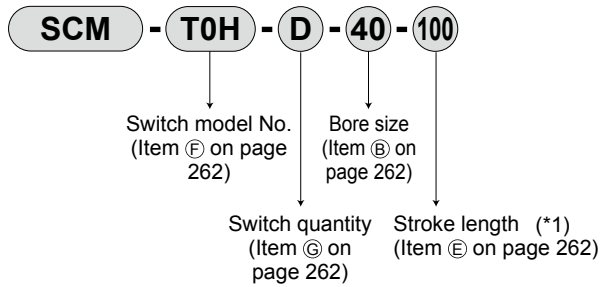 SCM - T0H - D - 40 - 100
Switch model No.
(Item Ⓕ on page
262)
Bore size
(Item Ⓑ on
page 262)
Switch quantity
(Item Ⓖ on
page 262)
Stroke length (*1)
(Item Ⓔ on page 262)